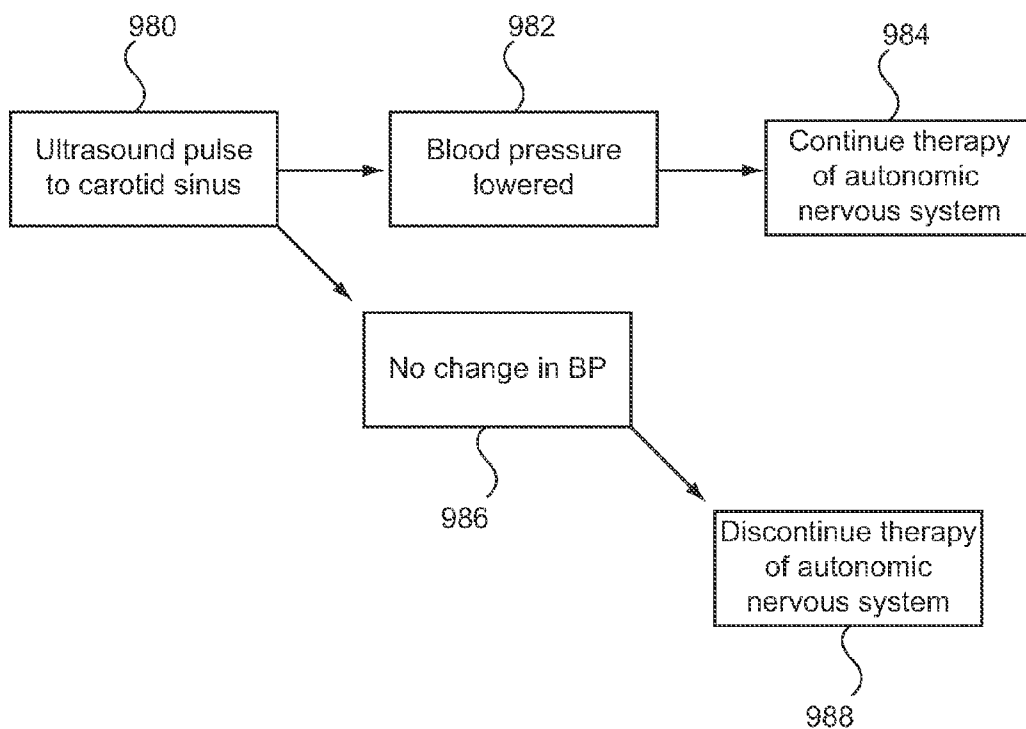 980
982
984
Ultrasound pulse
to carotid sinus
Blood pressure
lowered
Continue therapy
of autonomic
nervous system
No change in BP
986
Discontinue therapy
of autonomic
nervous system
988